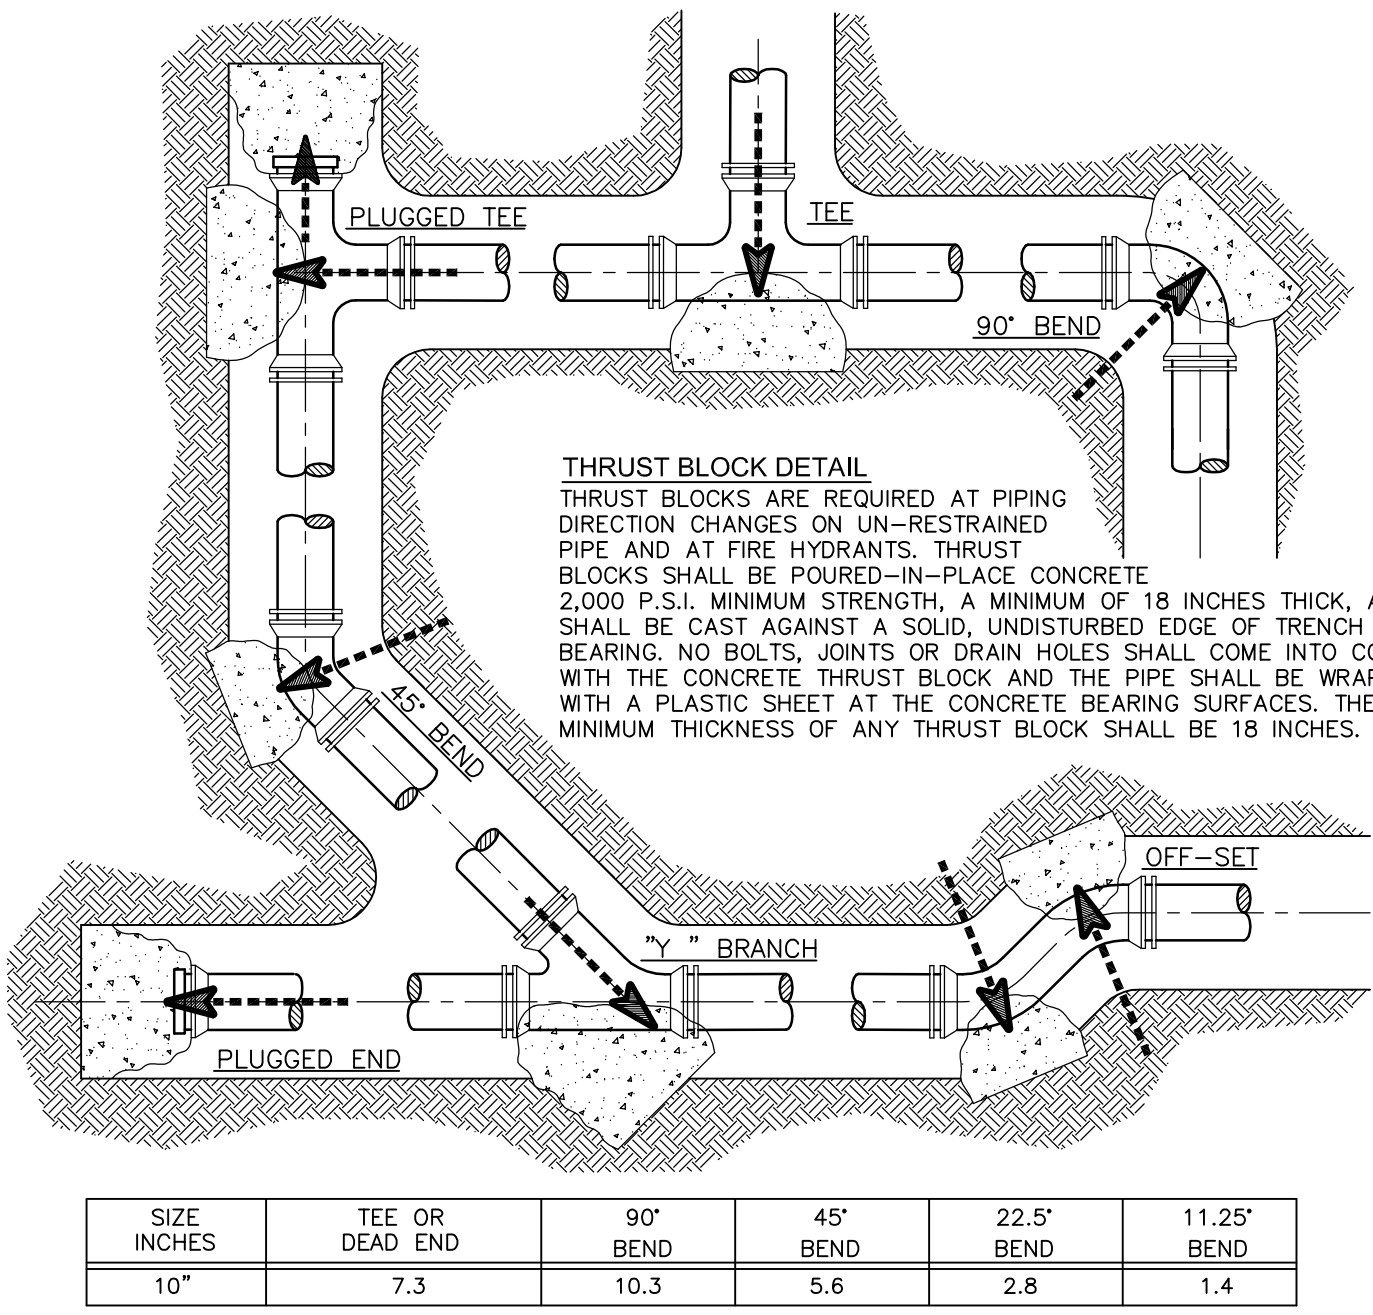 PLUGGED TEE
TEE
90° BEND
THRUST BLOCK DETAIL
THRUST BLOCKS ARE REQUIRED AT PIPING
DIRECTION CHANGES ON UN-RESTRAINED
PIPE AND AT FIRE HYDRANTS. THRUST
BLOCKS SHALL BE POURED-IN-PLACE CONCRETE
2,000 P.S.I. MINIMUM STRENGTH, A MINIMUM OF 18 INCHES THICK,
SHALL BE CAST AGAINST A SOLID, UNDISTURBED EDGE OF TRENCH
BEARING. NO BOLTS, JOINTS OR DRAIN HOLES SHALL COME INTO
WITH THE CONCRETE THRUST BLOCK AND THE PIPE SHALL BE
WITH A PLASTIC SHEET AT THE CONCRETE BEARING SURFACES. THE
MINIMUM THICKNESS OF ANY THRUST BLOCK SHALL BE 18 INCHES.
45° BEND
OFF-SET
"Y " BRANCH
PLUGGED END
SIZE INCHES TEE OR DEAD END 90° BEND 45° BEND 22.5° BEND 11.25° BEND
10" 7.3 10.3 5.6 2.8 1.4